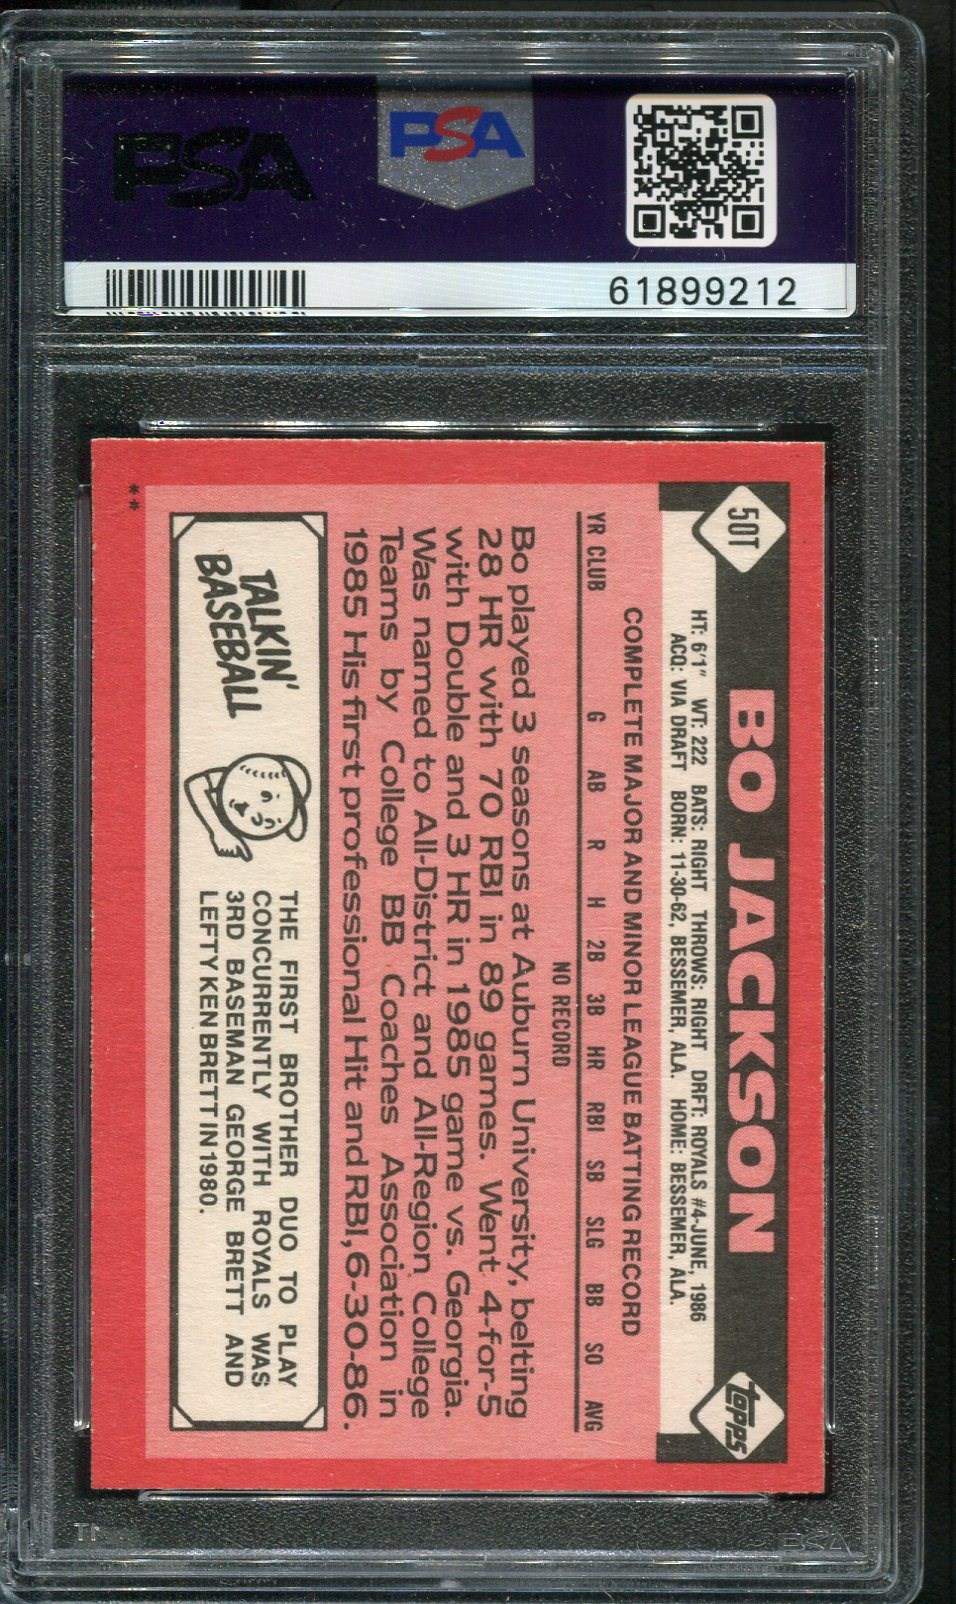 PSA
PSA
61899212
50T
BO JACKSON
topps
HT: 6'1" WT: 222 BATS: RIGHT THROWS: RIGHT DRFT: ROYALS #4-JUNE, 1986
ACQ: VIA DRAFT BORN: 11-30-62, BESSEMER, ALA. HOME: BESSEMER, ALA.
COMPLETE MAJOR AND MINOR LEAGUE BATTING RECORD
YR CLUB G AB R H 2B 3B HR RBI SB SLG BB SO AVG
NO RECORD
Bo played 3 seasons at Auburn University, belting
28 HR with 70 RBI in 89 games. Went 4-for-5
with Double and 3 HR in 1985 game vs. Georgia.
Was named to All-District and All-Region College
Teams by College BB Coaches Association in
1985 His first professional Hit and RBI, 6-30-86.
TALKIN'
BASEBALL
THE FIRST BROTHER DUO TO PLAY
CONCURRENTLY WITH ROYALS WAS
3RD BASEMAN GEORGE BRETT AND
LEFTY KEN BRETT IN 1980.
**
PSA